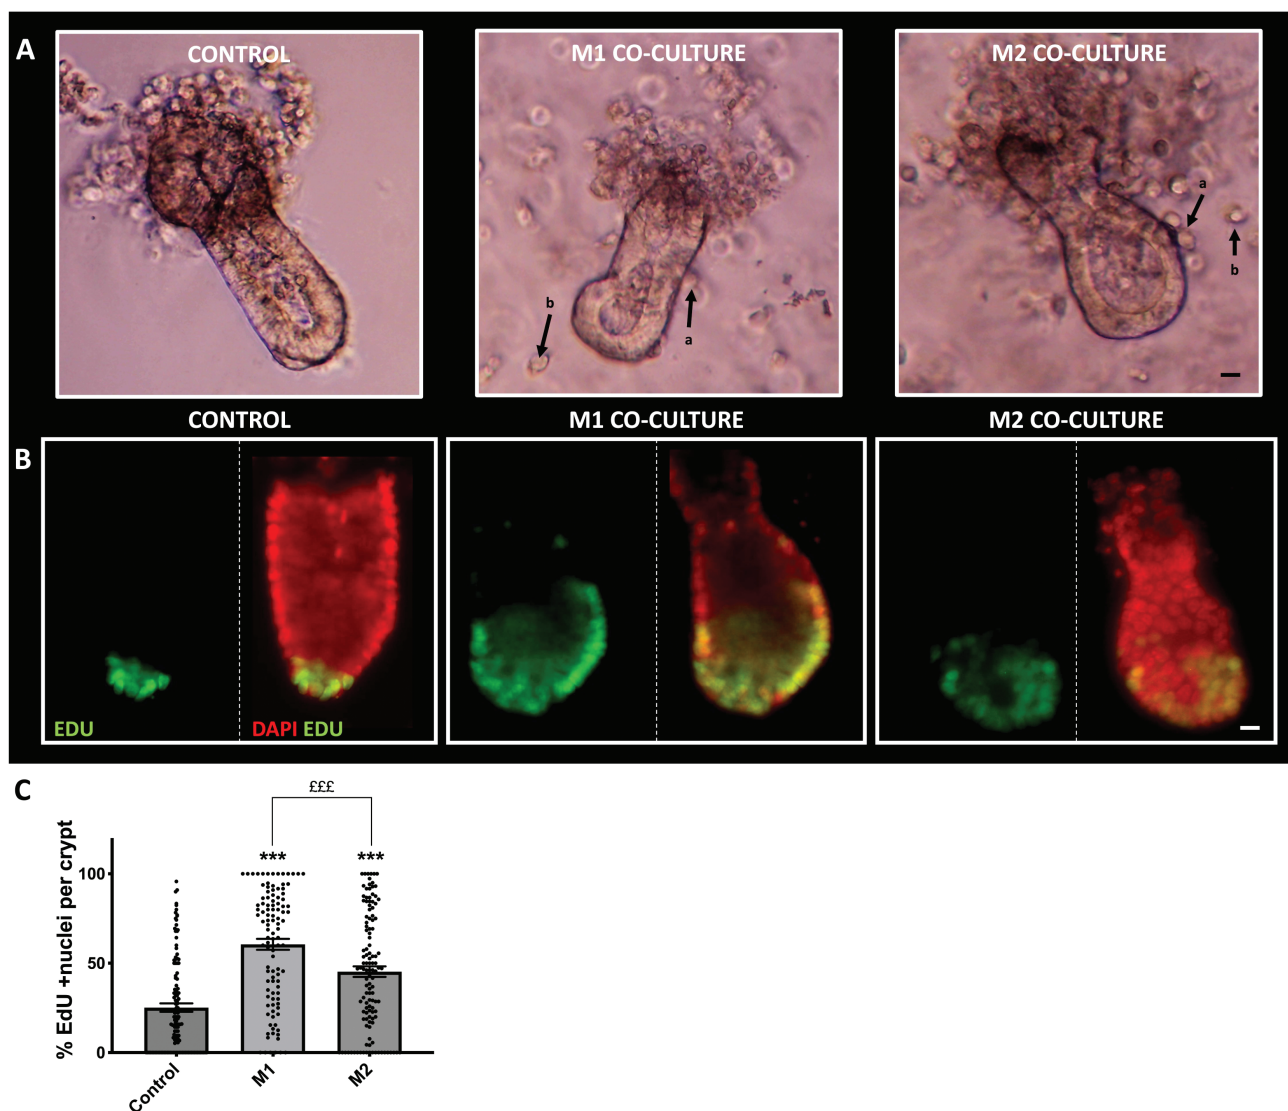 A
CONTROL
M1 CO-CULTURE
M2 CO-CULTURE
b
a
a
b
CONTROL
M1 CO-CULTURE
M2 CO-CULTURE
B
EDU
DAPI EDU
C
£££
% EdU +nuclei per crypt
***
***
100
50
0
Control
M1
M2